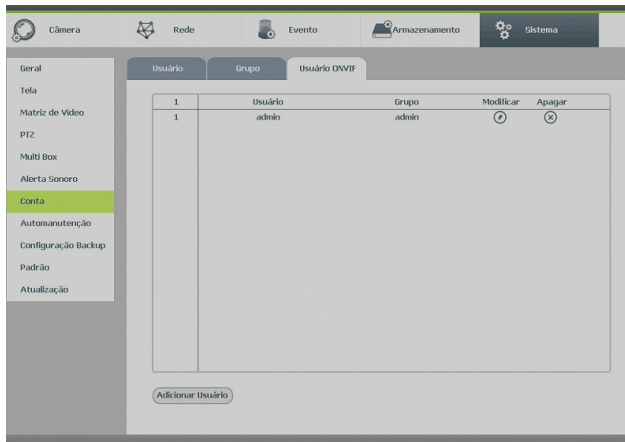 Câmera Rede Evento Armazenamento Sistema
Geral
Tela
Matriz de Vídeo
PTZ
Multi Box
Alerta Sonoro
Conta
Automanutenção
Configuração Backup
Padrão
Atualização
Usuário Grupo Usuário ONVIF
1 Usuário Grupo Modificar Apagar
1 admin admin
Adicionar Usuário